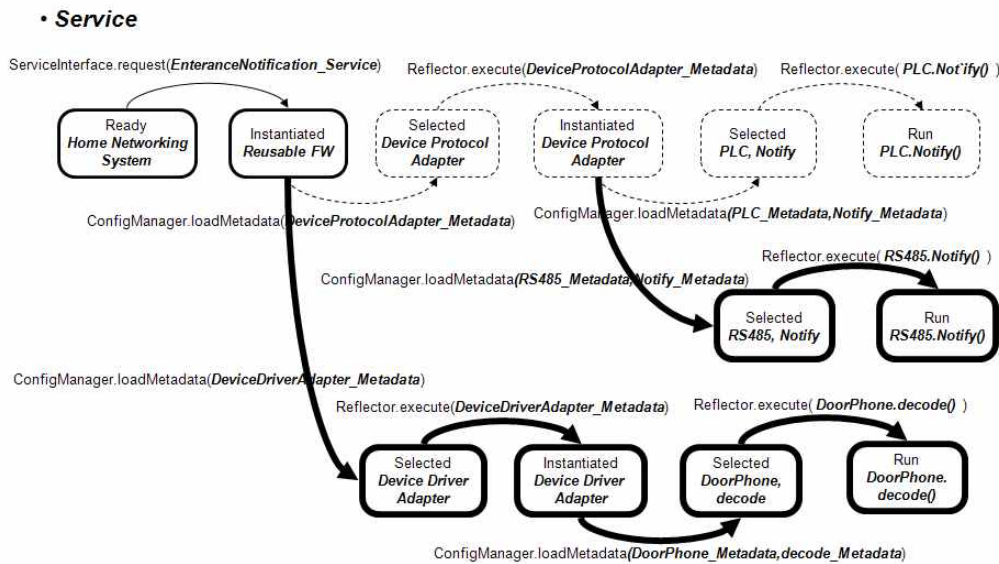 • Service
ServiceInterface.request(EnteranceNotification_Service)
Reflector.execute(DeviceProtocolAdapter_Metadata)
Reflector.execute( PLC.Not`ify() )
Ready
Home Networking
System
Instantiated
Reusable FW
Selected
Device Protocol
Adapter
Instantiated
Device Protocol
Adapter
Selected
PLC, Notify
Run
PLC.Notify()
ConfigManager.loadMetadata(DeviceProtocolAdapter_Metadata)
ConfigManager.loadMetadata(PLC_Metadata,Notify_Metadata)
Reflector.execute( RS485.Notify() )
ConfigManager.loadMetadata(RS485_Metadata,Notify_Metadata)
Selected
RS485, Notify
Run
RS485.Notify()
ConfigManager.loadMetadata(DeviceDriverAdapter_Metadata)
Reflector.execute(DeviceDriverAdapter_Metadata)
Reflector.execute( DoorPhone.decode() )
Selected
Device Driver
Adapter
Instantiated
Device Driver
Adapter
Selected
DoorPhone,
decode
Run
DoorPhone.
decode()
ConfigManager.loadMetadata(DoorPhone_Metadata,decode_Metadata)